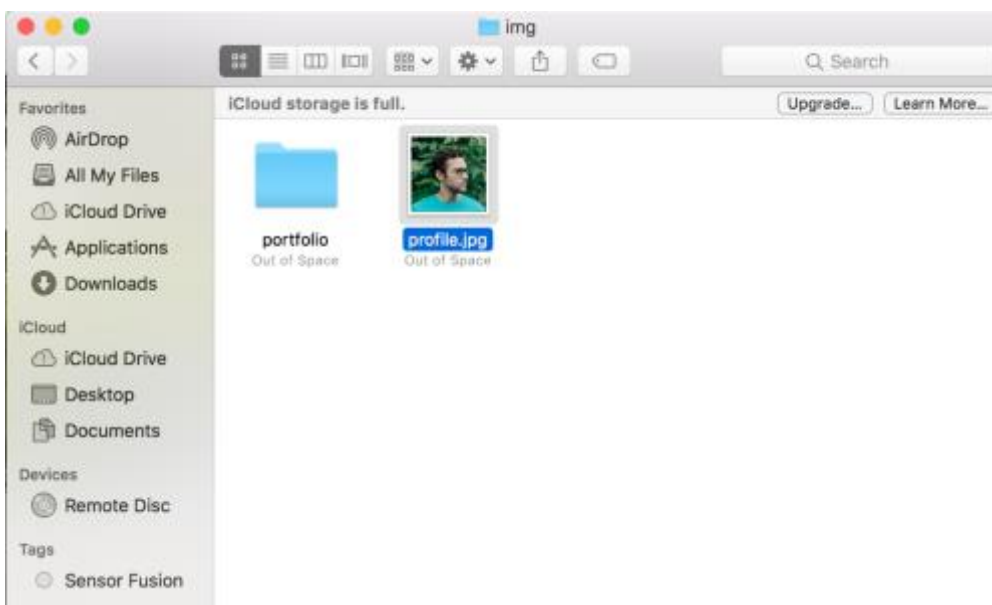 img
Search
Favorites
AirDrop
All My Files
iCloud Drive
Applications
Downloads
iCloud
iCloud Drive
Desktop
Documents
Devices
Remote Disc
Tags
Sensor Fusion
iCloud storage is full. Upgrade... Learn More...
portfolio profile.jpg
Out of Space Out of Space